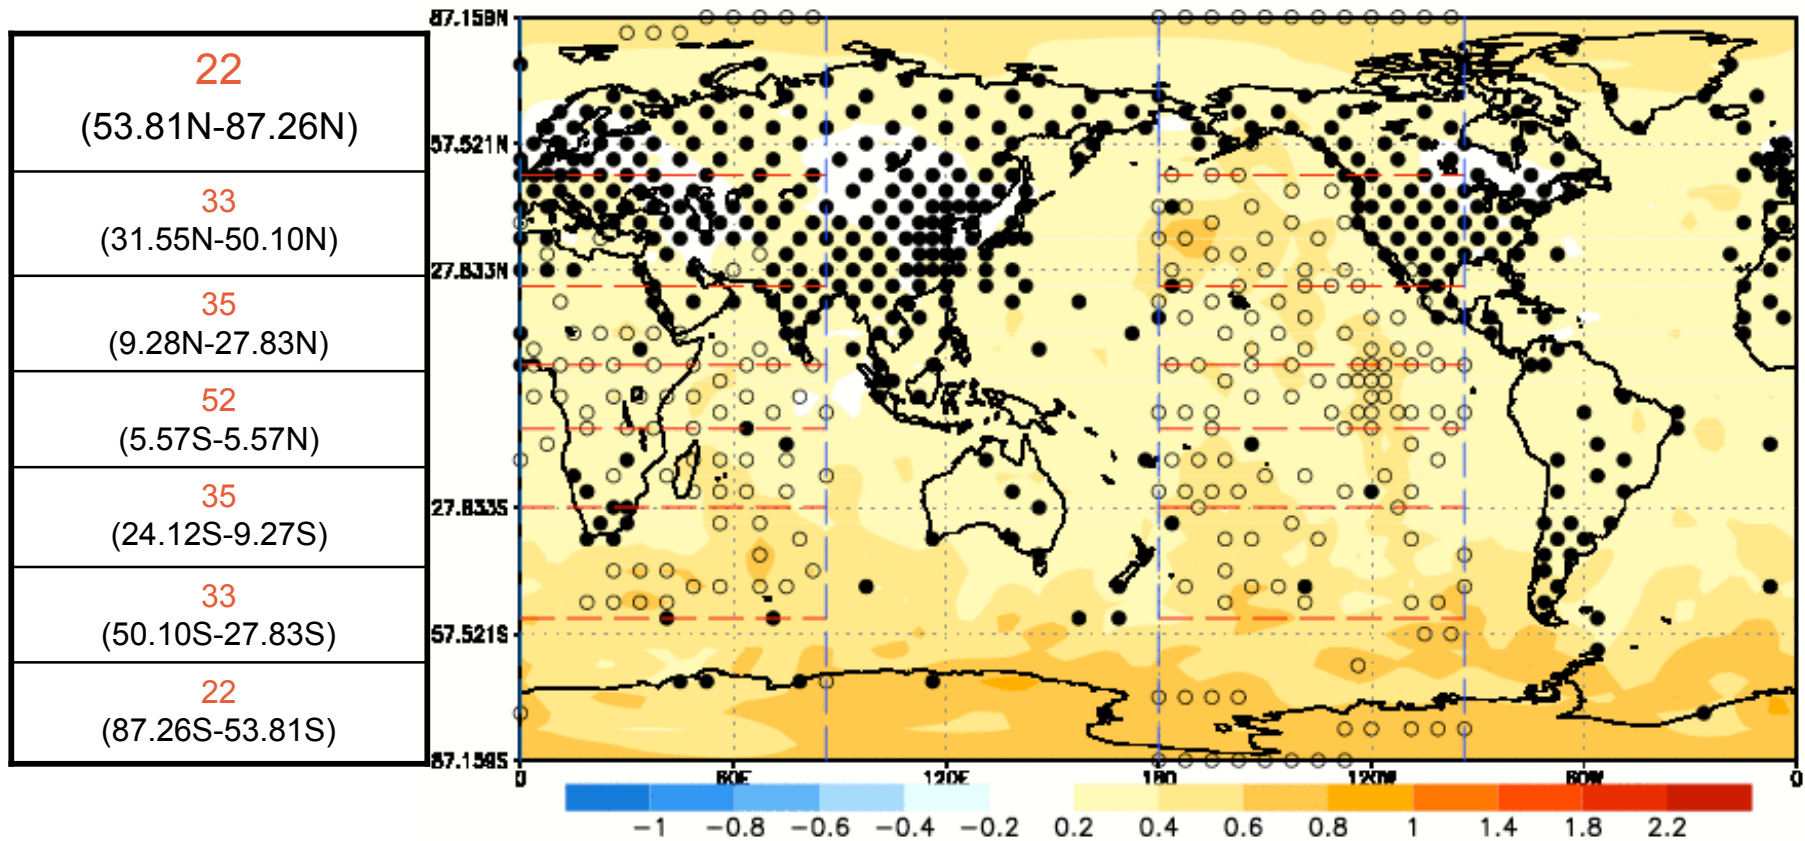 22
(53.81N-87.26N)
33
(31.55N-50.10N)
35
(9.28N-27.83N)
52
(5.57S-5.57N)
35
(24.12S-9.27S)
33
(50.10S-27.83S)
22
(87.26S-53.81S)
87.159N
57.521N
27.833N
27.833S
57.521S
87.159S
0 60E 120E 180 120W 60W 0
−1 −0.8 −0.6 −0.4 −0.2 0.2 0.4 0.6 0.8 1 1.4 1.8 2.2